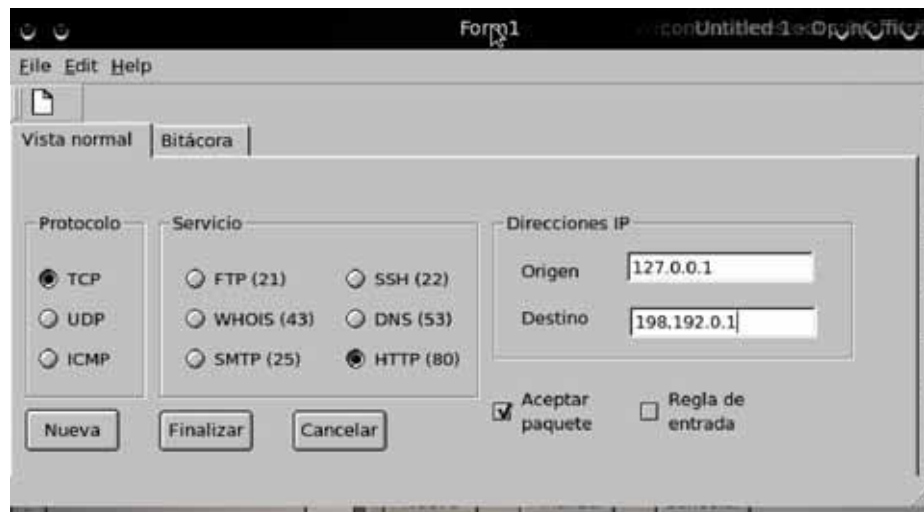 Form1
Untitled 1 - OpenOffic
File Edit Help
Vista normal Bitácora
Protocolo Servicio Direcciones IP
TCP FTP (21) SSH (22) Origen 127.0.0.1
UDP WHOIS (43) DNS (53) Destino 198.192.0.1
ICMP SMTP (25) HTTP (80)
Aceptar paquete
Regla de entrada
Nueva Finalizar Cancelar